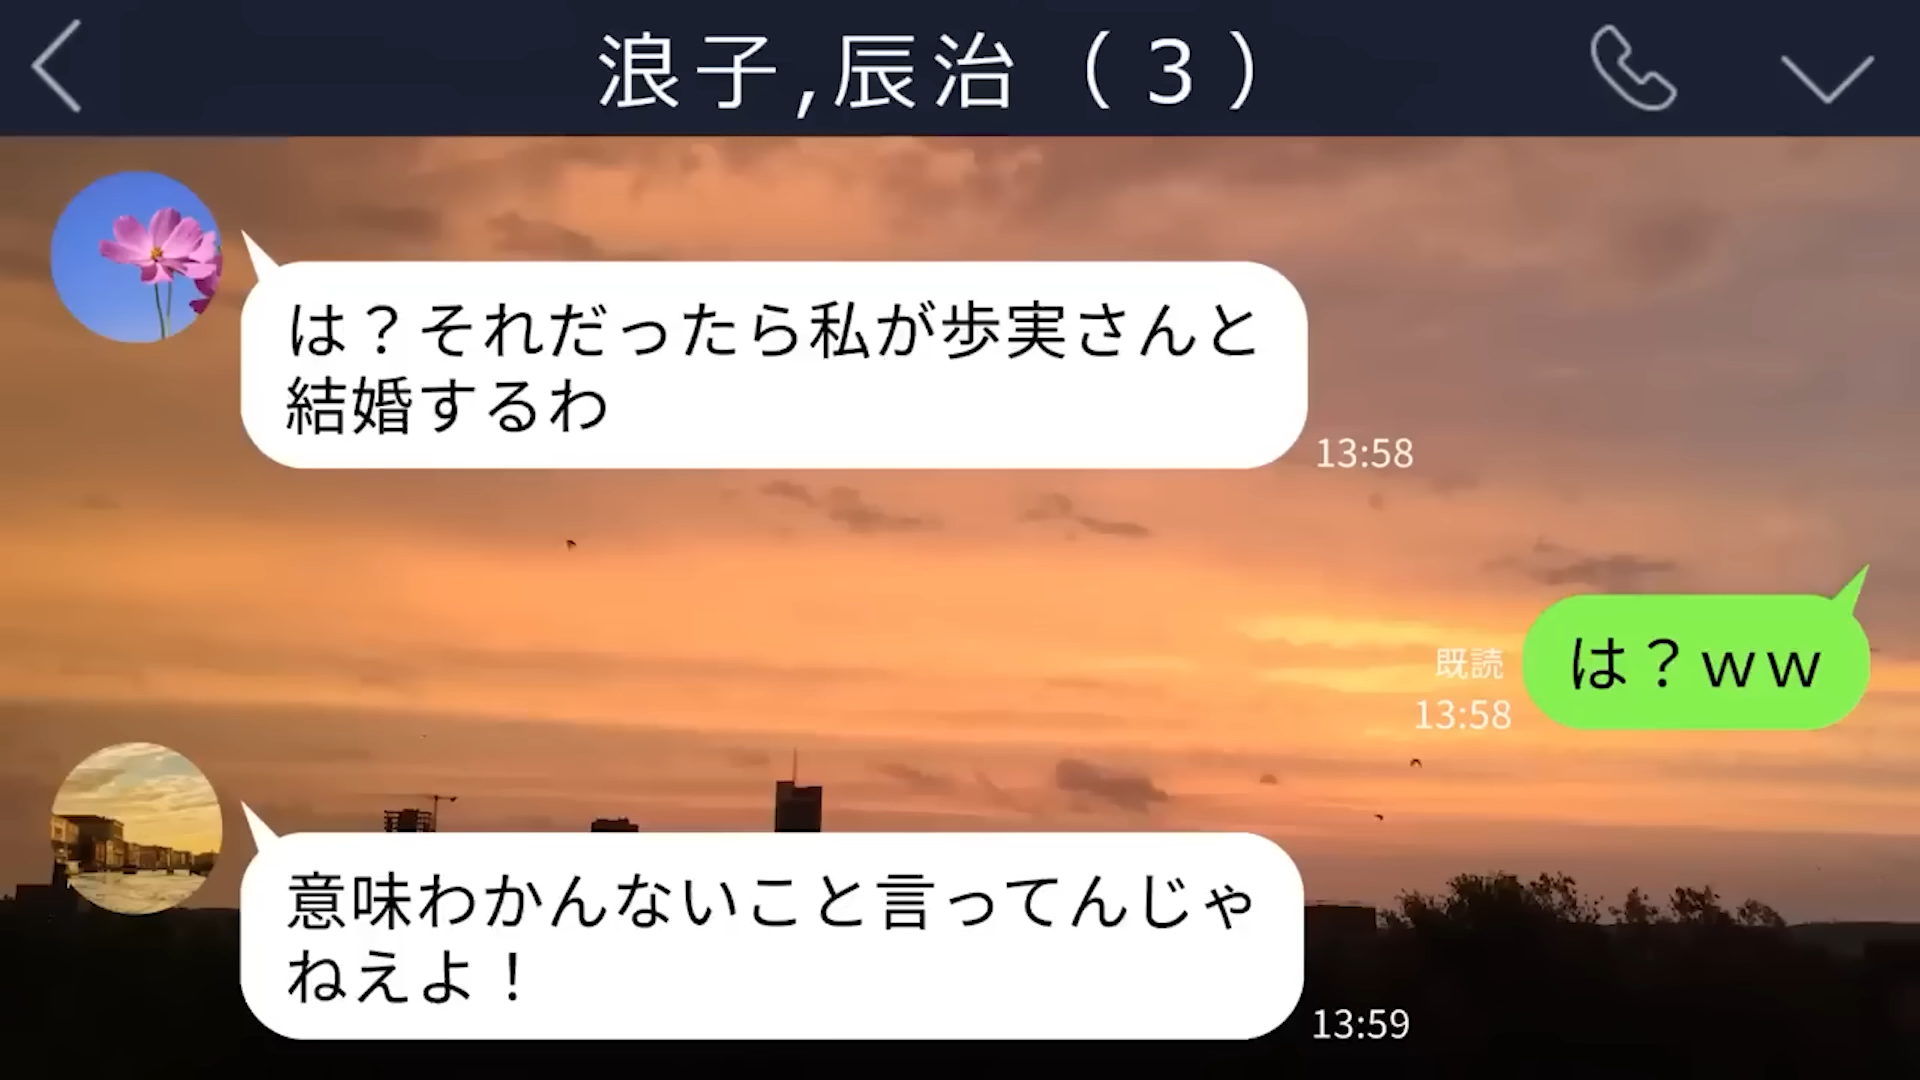 浪子,辰治（3）
は？それだったら私が歩実さんと
結婚するわ
13:58
は？ww
既読
13:58
意味わかんないこと言ってんじゃ
ねえよ！
13:59